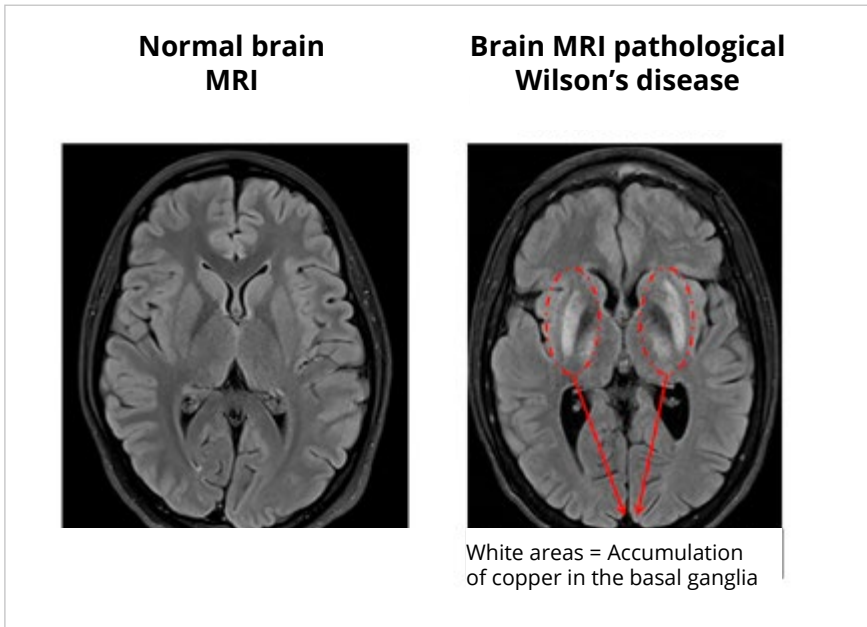 Normal brain
MRI
Brain MRI pathological
Wilson's disease
White areas = Accumulation
of copper in the basal ganglia